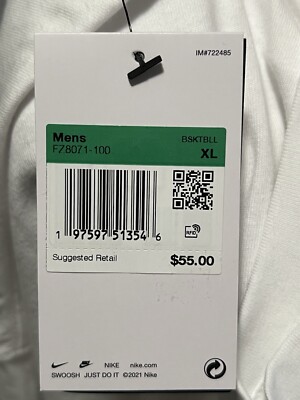 IM#722485
Mens BSKTBLL
FZ8071-100 XL
RFID
1 97597 51354 6
Suggested Retail $55.00
NIKE nike.com
SWOOSH JUST DO IT ©2021 Nike